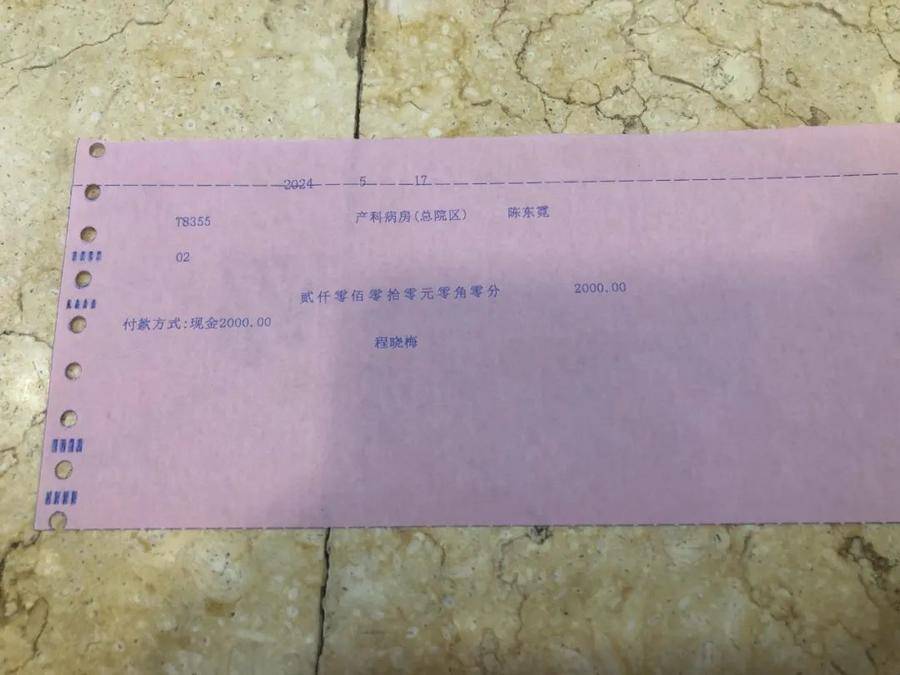 2024 5 17
T8355 产科病房(总院区) 陈东霓
02
贰仟零佰零拾零元零角零分 2000.00
付款方式:现金2000.00
程晓梅